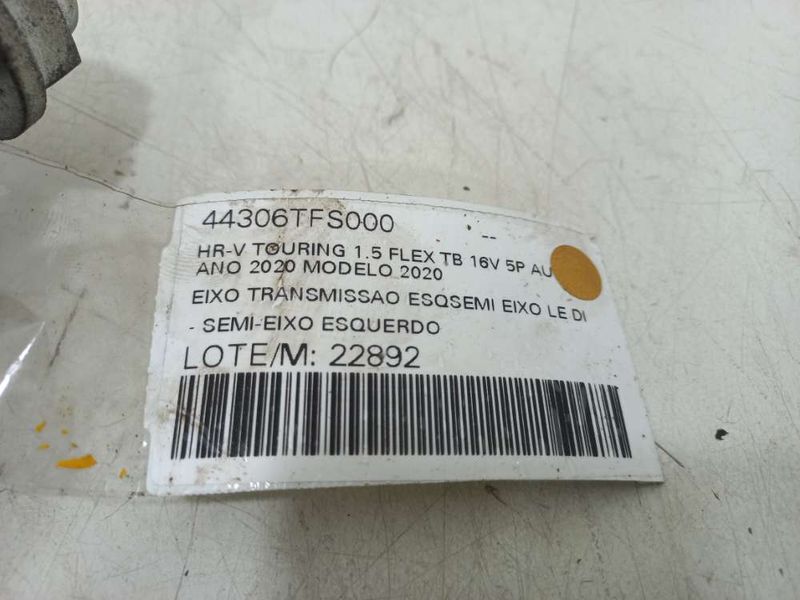 44306TFS000 --
HR-V TOURING 1.5 FLEX TB 16V 5P AU
ANO 2020 MODELO 2020
EIXO TRANSMISSAO ESQSEMI EIXO LE DI
- SEMI-EIXO ESQUERDO
LOTE/M: 22892